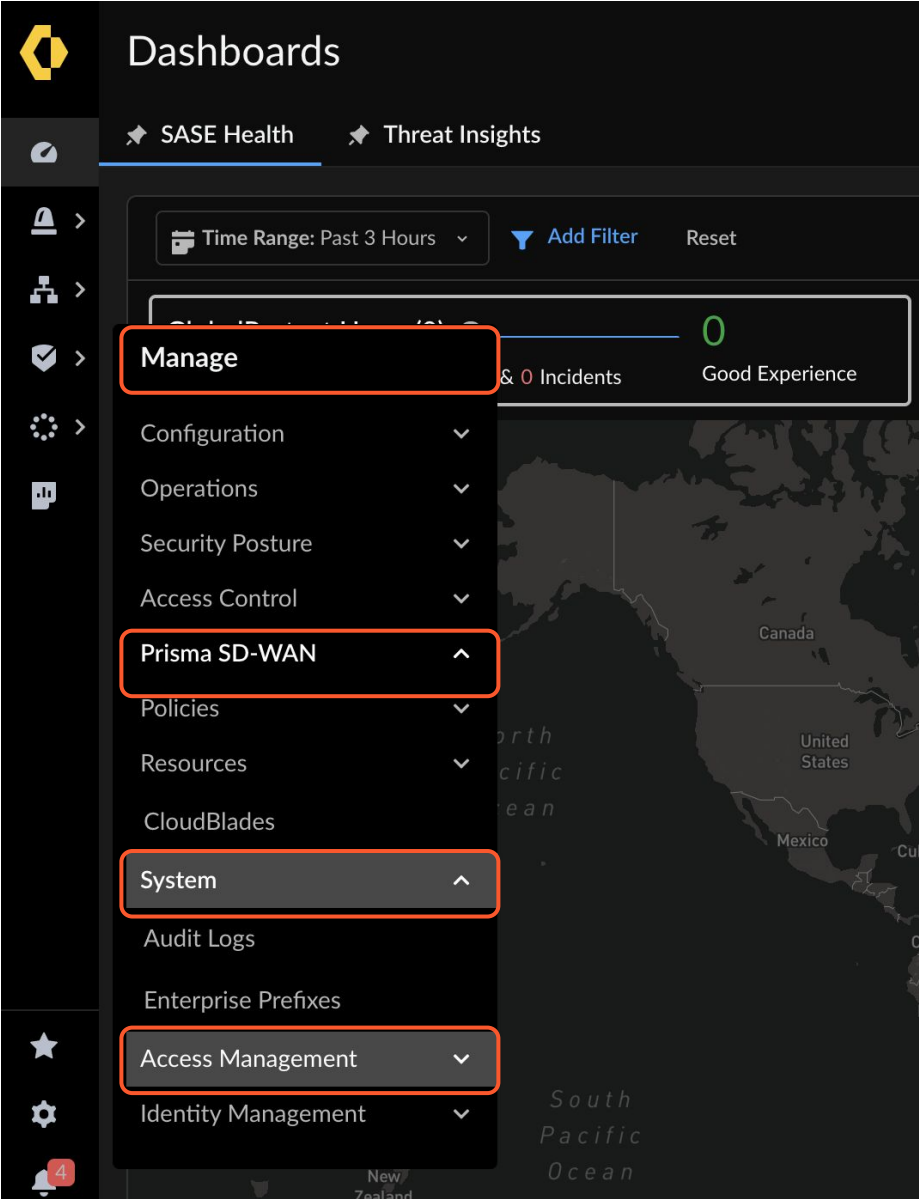 Dashboards
SASE Health
Threat Insights
Time Range: Past 3 Hours
Add Filter
Reset
0
& 0 Incidents
Good Experience
Manage
Configuration
Operations
Security Posture
Access Control
Prisma SD-WAN
Policies
Resources
CloudBlades
System
Audit Logs
Enterprise Prefixes
Access Management
Identity Management
4
Canada
United
States
Mexico
South
Pacific
Ocean
New
Zealand